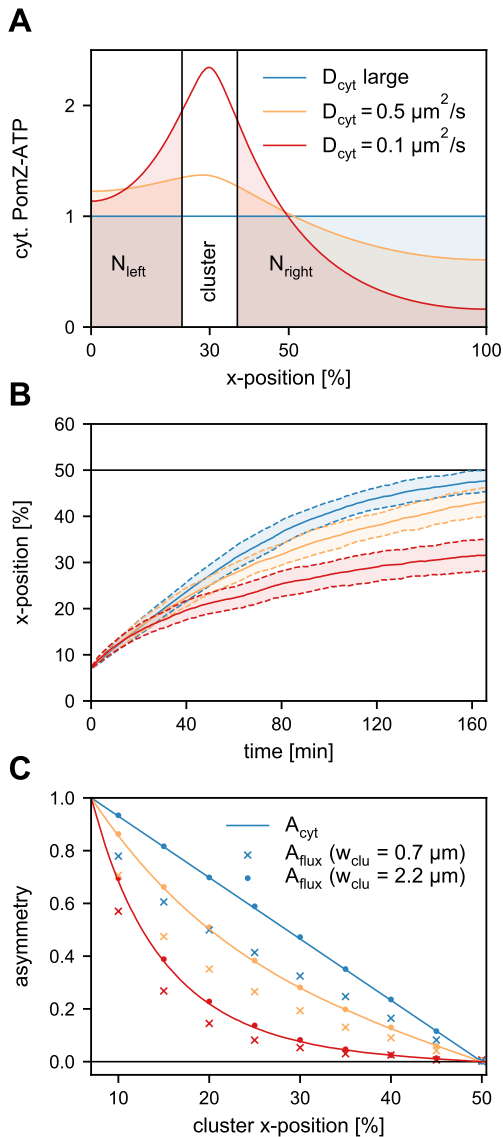 A
cyt. PomZ-ATP
2
1
0
D_cyt large
D_cyt = 0.5 μm²/s
D_cyt = 0.1 μm²/s
N_left
cluster
N_right
0
30
50
100
x-position [%]
B
x-position [%]
60
50
40
30
20
10
0
0
40
80
120
160
time [min]
C
asymmetry
1.0
0.8
0.6
0.4
0.2
0.0
A_cyt
A_flux (w_clu = 0.7 μm)
A_flux (w_clu = 2.2 μm)
10
20
30
40
50
cluster x-position [%]